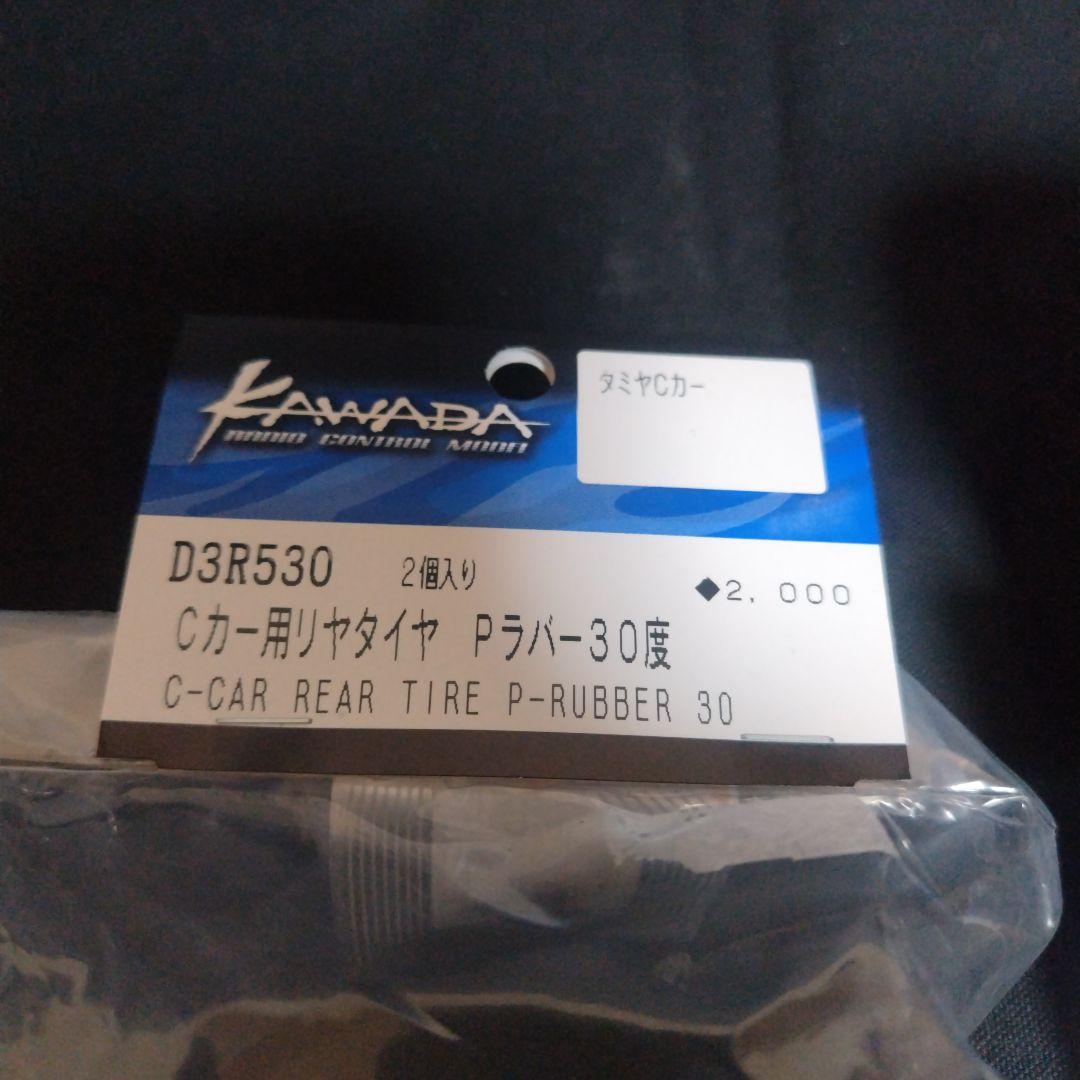 KAWADA
RADIO CONTROL MODEL
タミヤCカー
D3R530 2個入り ◆2,000
Cカー用リヤタイヤ Pラバー30度
C-CAR REAR TIRE P-RUBBER 30